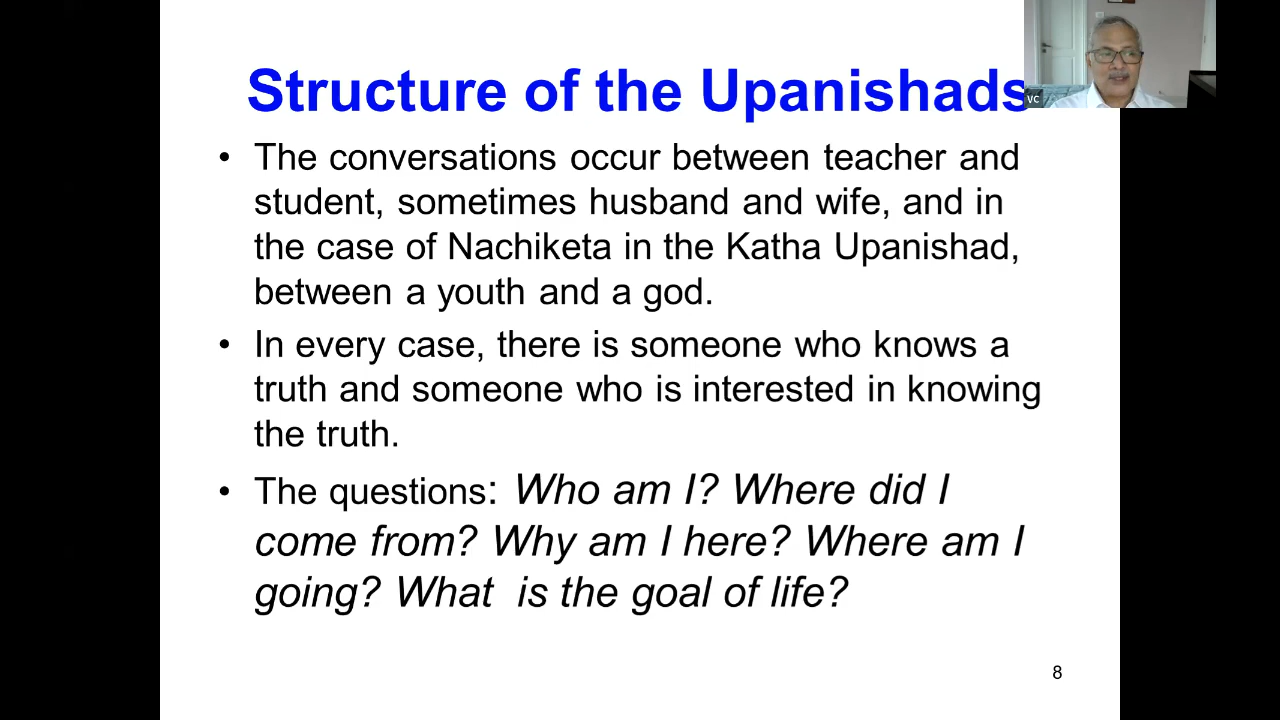 Structure of the Upanishads
VC
• The conversations occur between teacher and
student, sometimes husband and wife, and in
the case of Nachiketa in the Katha Upanishad,
between a youth and a god.
• In every case, there is someone who knows a
truth and someone who is interested in knowing
the truth.
• The questions: Who am I? Where did I
come from? Why am I here? Where am I
going? What  is the goal of life?
8